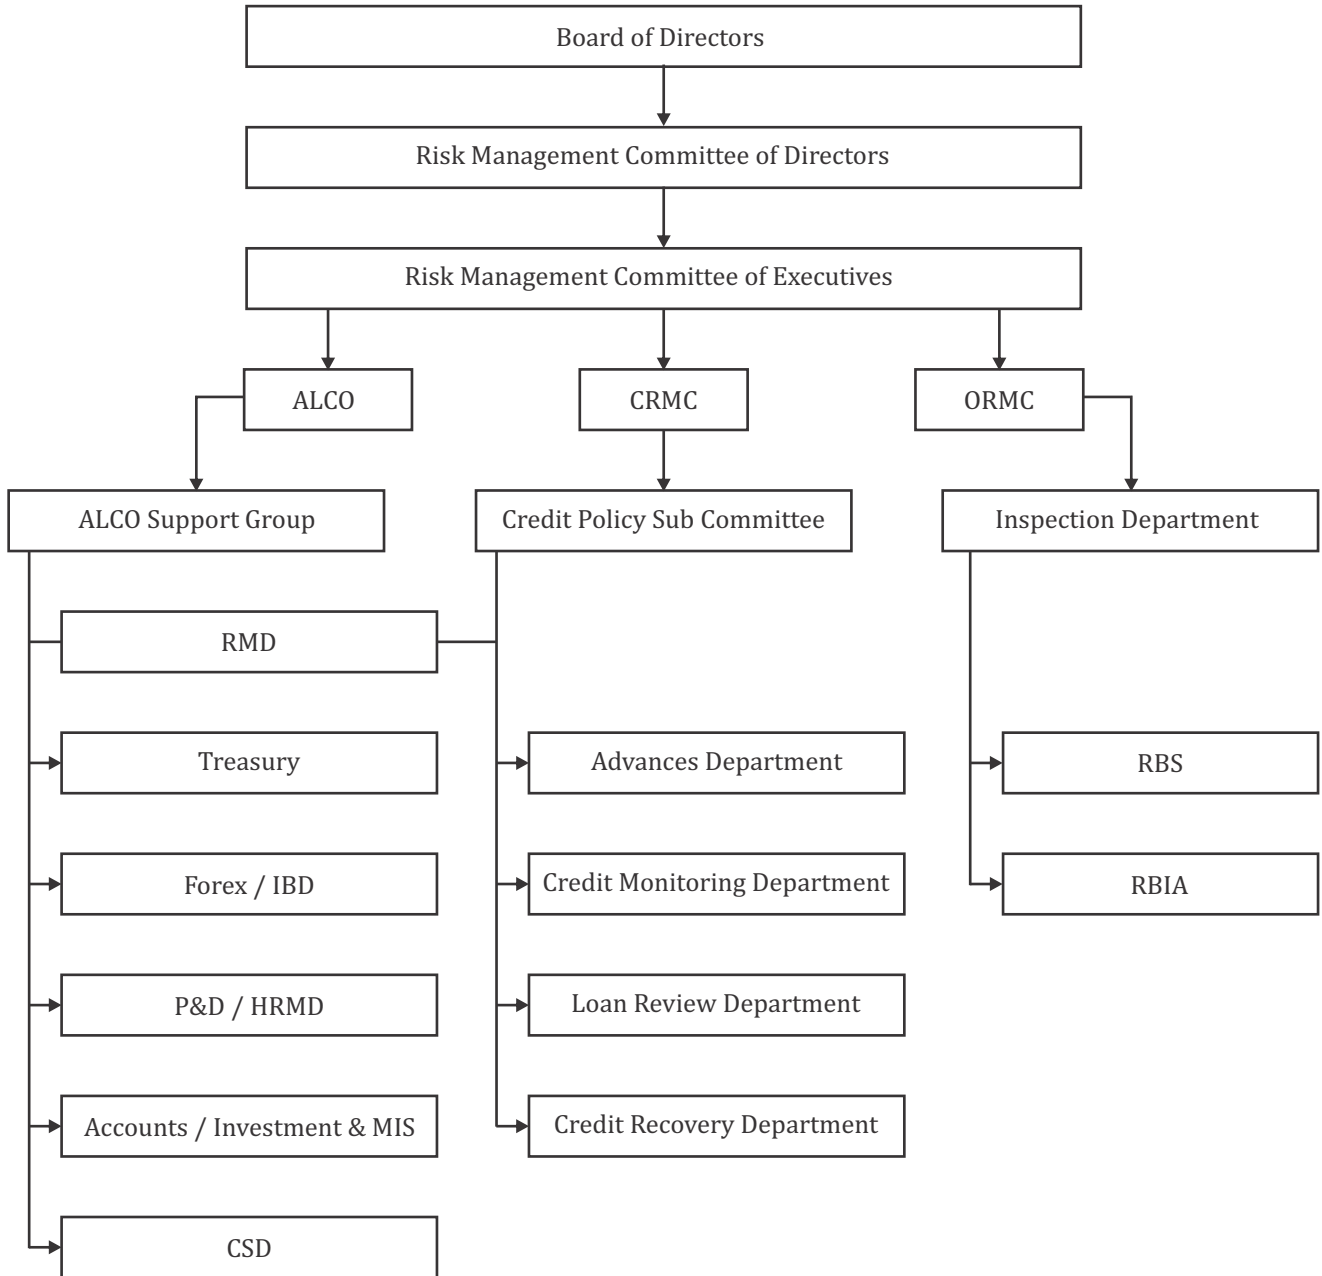 Board of Directors
Risk Management Committee of Directors
Risk Management Committee of Executives
ALCO
CRMC
ORMC
ALCO Support Group
Credit Policy Sub Committee
Inspection Department
RMD
Treasury
Advances Department
RBS
Forex / IBD
Credit Monitoring Department
RBIA
P&D / HRMD
Loan Review Department
Accounts / Investment & MIS
Credit Recovery Department
CSD